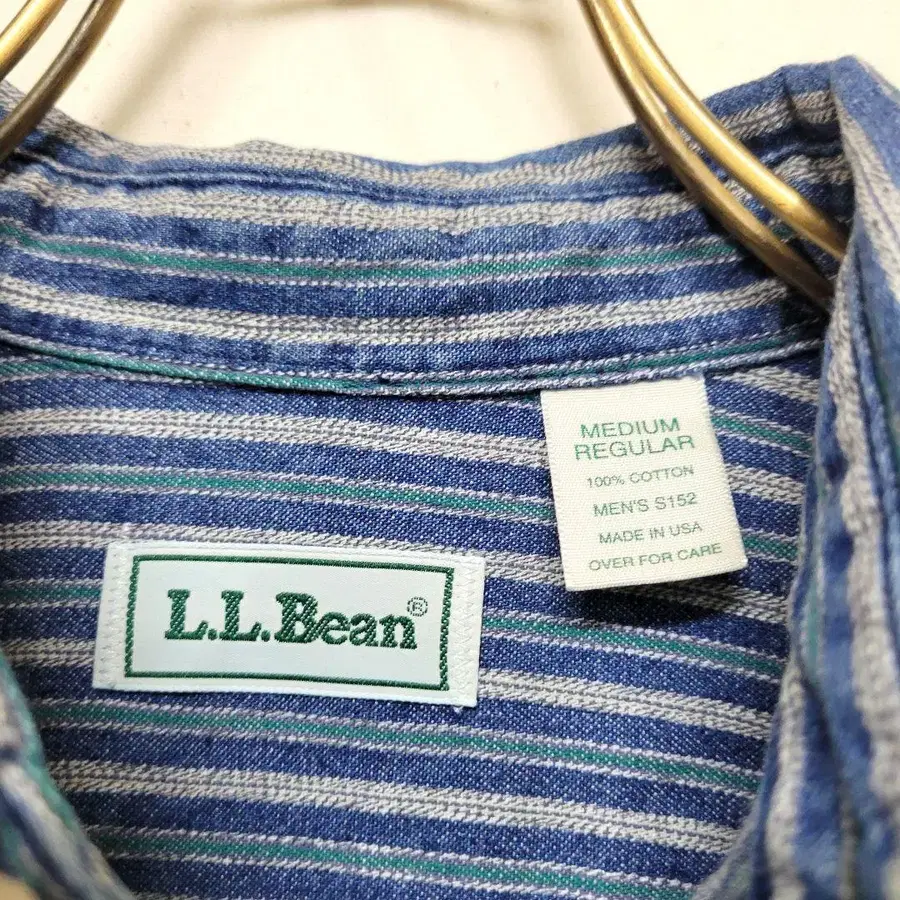 MEDIUM
REGULAR
100% COTTON
MEN'S S152
MADE IN USA
OVER FOR CARE
L.L.Bean®